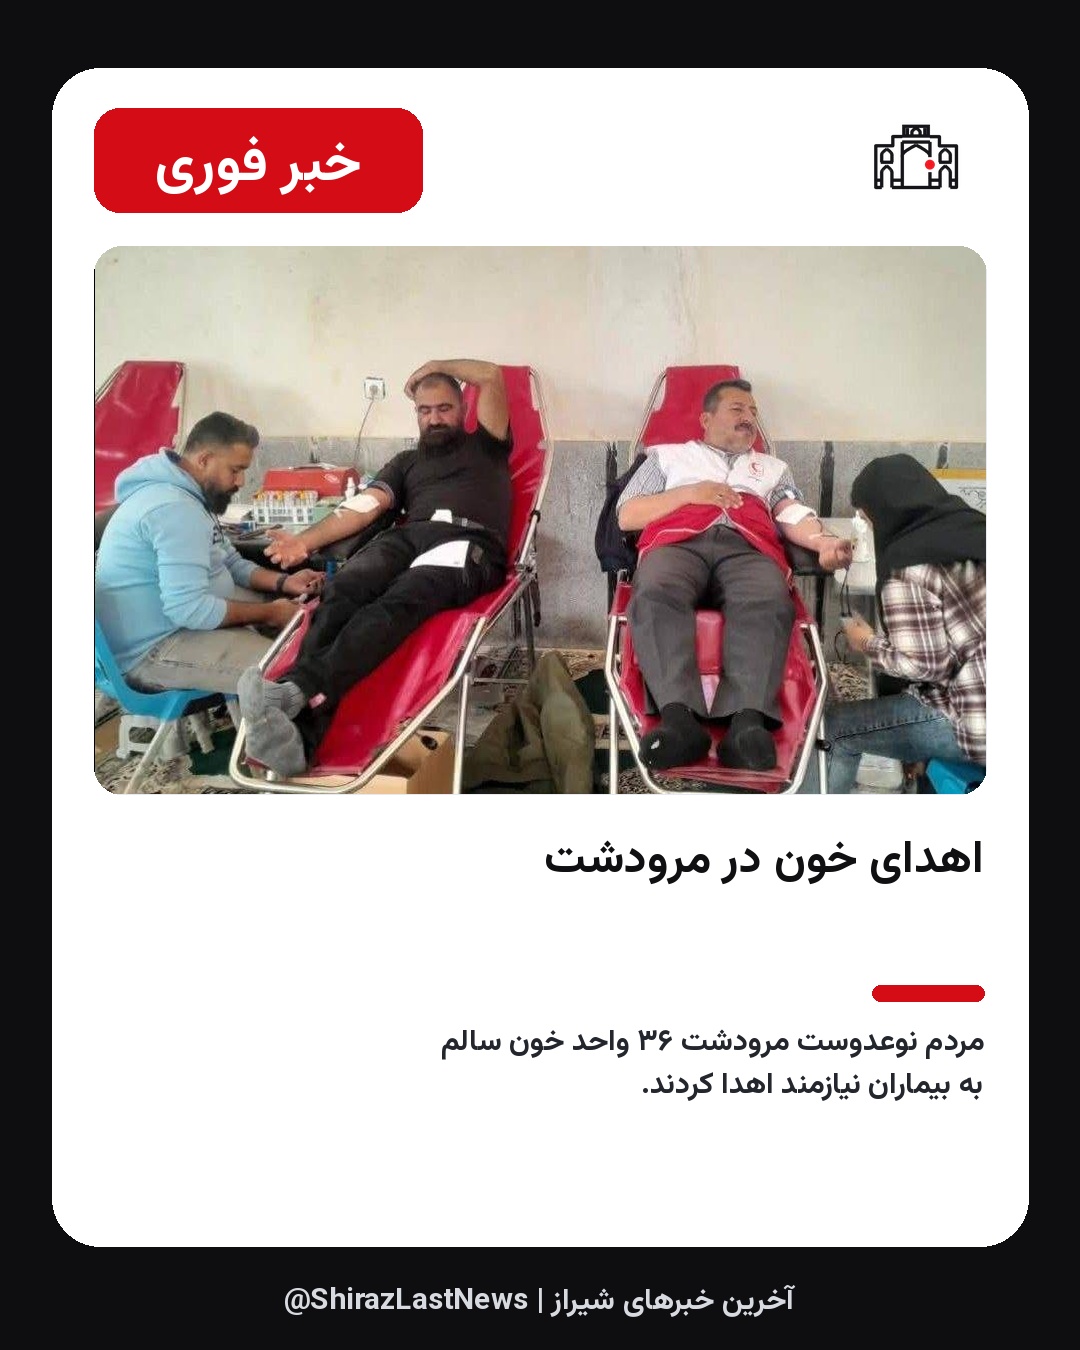 خبر فوری
اهدای خون در مرودشت
مردم نوعدوست مرودشت ۳۶ واحد خون سالم
به بیماران نیازمند اهدا کردند.
آخرین خبرهای شیراز | @ShirazLastNews